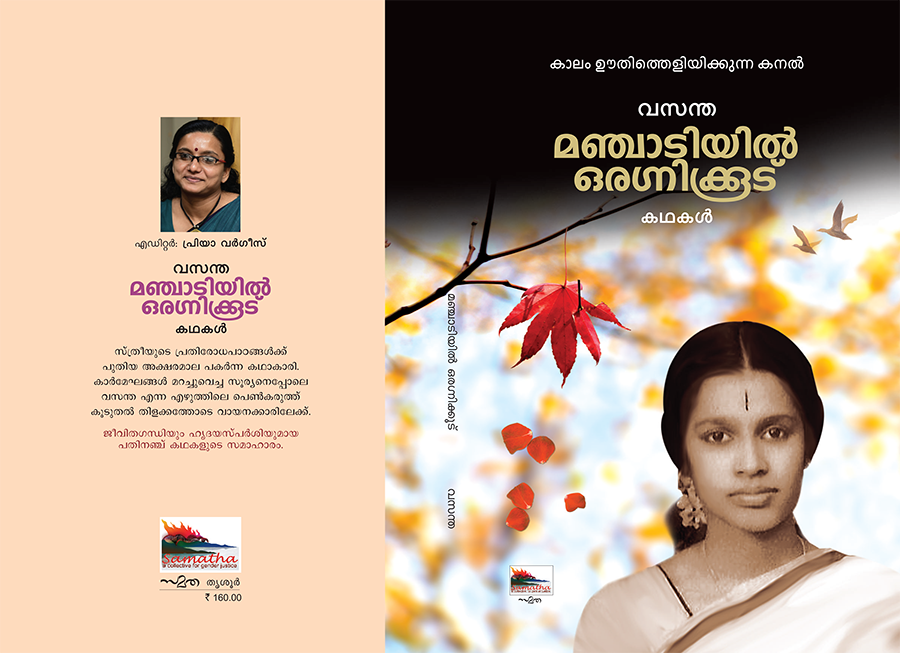 എഡിറ്റർ: പ്രിയാ വർഗീസ്
വസന്ത
മഞ്ചാടിയിൽ
ഒരഗ്നിക്കൂട്
കഥകൾ
സ്ത്രീയുടെ പ്രതിരോധപാഠങ്ങൾക്ക്
പുതിയ അക്ഷരമാല പകർന്ന കഥാകാരി.
കാർമേഘങ്ങൾ മറച്ചുവെച്ച സൂര്യനെപ്പോലെ
വസന്ത എന്ന എഴുത്തിലെ പെൺകരുത്ത്
കൂടുതൽ തിളക്കത്തോടെ വായനക്കാരിലേക്ക്.
ജീവിതഗന്ധിയും ഹൃദയസ്പർശിയുമായ
പതിനഞ്ച് കഥകളുടെ സമാഹാരം.
Samatha
a collective for gender justice
സമത തൃശൂർ
₹ 160.00
മഞ്ചാടിയിൽ ഒരഗ്നിക്കൂട്
വസന്ത
കാലം ഊതിത്തെളിയിക്കുന്ന കനൽ
വസന്ത
മഞ്ചാടിയിൽ
ഒരഗ്നിക്കൂട്
കഥകൾ
Samatha
സമത